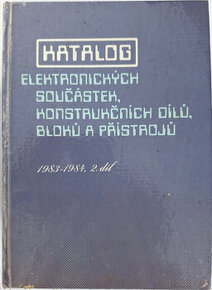 KATALOG
ELEKTRONICKÝCH
SOUČÁSTEK,
KONSTRUKČNÍCH DÍLŮ,
BLOKŮ A PŘÍSTROJŮ
1983-1984, 2. díl